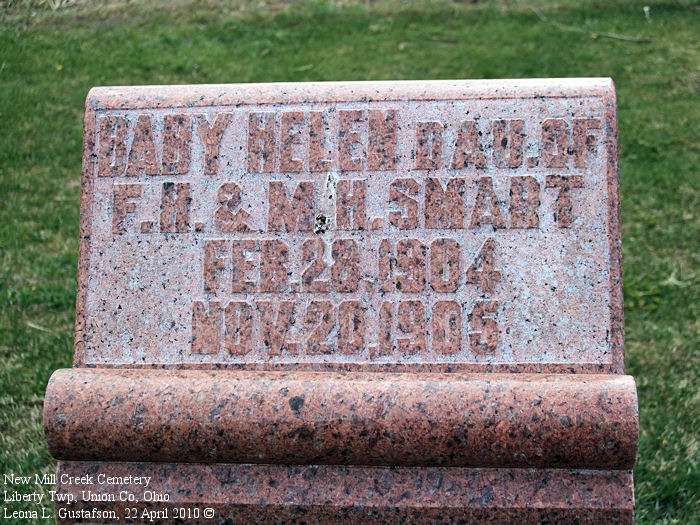 BABY HELEN DAU. OF
F.H. & M.H. SMART
FEB. 28, 1904
NOV. 20, 1905
New Mill Creek Cemetery
Liberty Twp, Union Co, Ohio
Leona L. Gustafson, 22 April 2010 ©